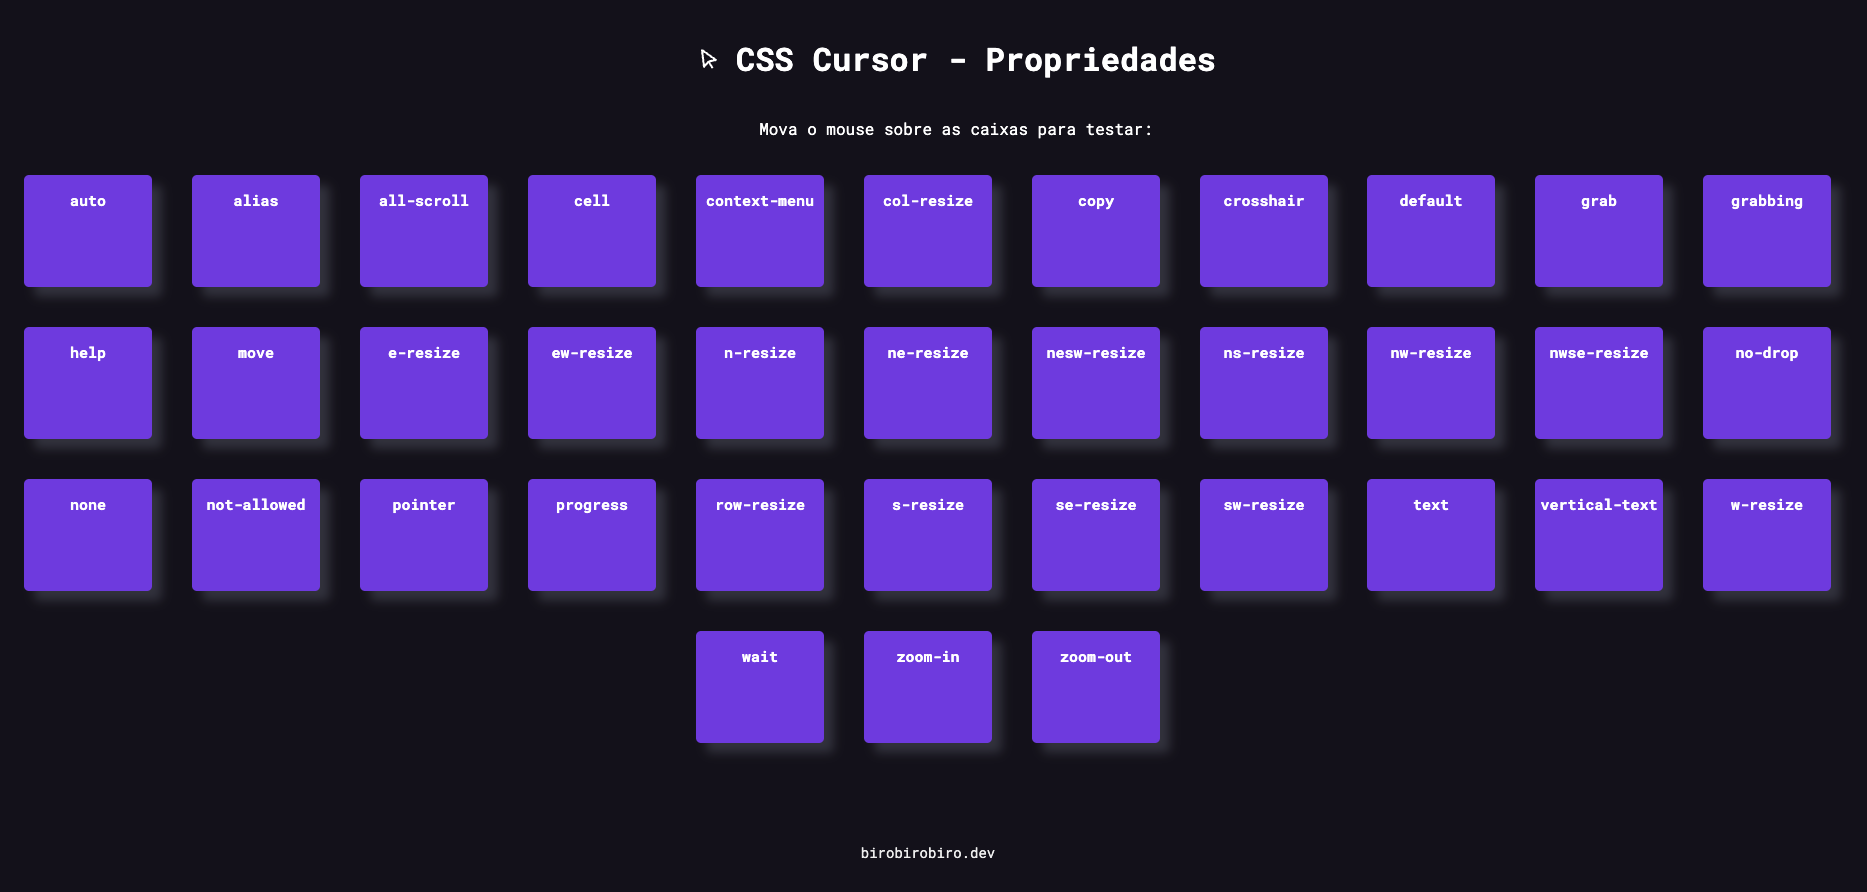 CSS Cursor - Propriedades
Mova o mouse sobre as caixas para testar:
auto alias all-scroll cell context-menu col-resize copy crosshair default grab grabbing
help move e-resize ew-resize n-resize ne-resize nesw-resize ns-resize nw-resize nwse-resize no-drop
none not-allowed pointer progress row-resize s-resize se-resize sw-resize text vertical-text w-resize
wait zoom-in zoom-out
birobirobiro.dev